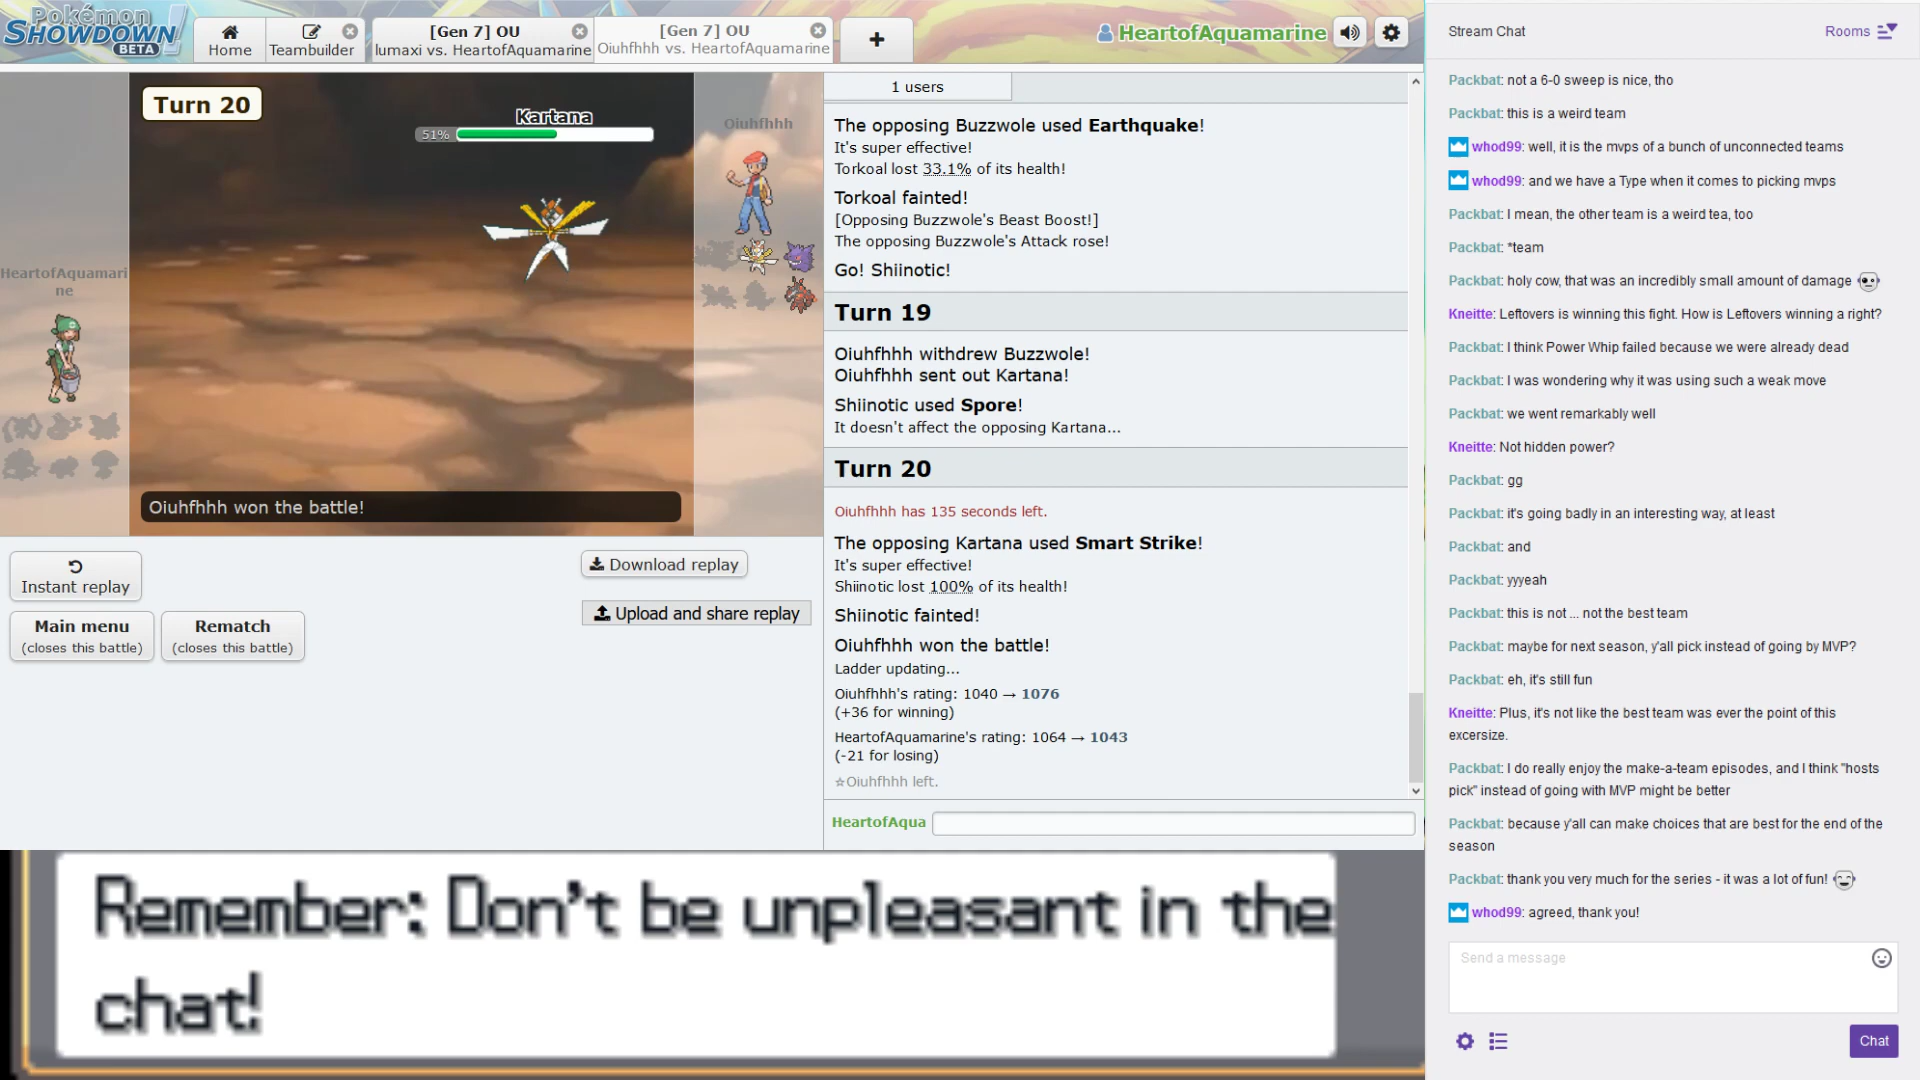 Pokémon
SHOWDOWN!
BETA
Home
Teambuilder
[Gen 7] OU
lumaxi vs. HeartofAquamarine
[Gen 7] OU
Oiuhfhhh vs. HeartofAquamarine
+
HeartofAquamarine
Turn 20
Kartana
51%
Oiuhfhhh
HeartofAquamari
ne
Oiuhfhhh won the battle!
Instant replay
Download replay
Upload and share replay
Main menu
(closes this battle)
Rematch
(closes this battle)
1 users
The opposing Buzzwole used Earthquake!
It's super effective!
Torkoal lost 33.1% of its health!
Torkoal fainted!
[Opposing Buzzwole's Beast Boost!]
The opposing Buzzwole's Attack rose!
Go! Shiinotic!
Turn 19
Oiuhfhhh withdrew Buzzwole!
Oiuhfhhh sent out Kartana!
Shiinotic used Spore!
It doesn't affect the opposing Kartana...
Turn 20
Oiuhfhhh has 135 seconds left.
The opposing Kartana used Smart Strike!
It's super effective!
Shiinotic lost 100% of its health!
Shiinotic fainted!
Oiuhfhhh won the battle!
Ladder updating...
Oiuhfhhh's rating: 1040 → 1076
(+36 for winning)
HeartofAquamarine's rating: 1064 → 1043
(-21 for losing)
☆Oiuhfhhh left.
HeartofAqua
Remember: Don't be unpleasant in the
chat!
Stream Chat
Rooms
Packbat: not a 6-0 sweep is nice, tho
Packbat: this is a weird team
whod99: well, it is the mvps of a bunch of unconnected teams
whod99: and we have a Type when it comes to picking mvps
Packbat: I mean, the other team is a weird tea, too
Packbat: *team
Packbat: holy cow, that was an incredibly small amount of damage
Kneitte: Leftovers is winning this fight. How is Leftovers winning a right?
Packbat: I think Power Whip failed because we were already dead
Packbat: I was wondering why it was using such a weak move
Packbat: we went remarkably well
Kneitte: Not hidden power?
Packbat: gg
Packbat: it's going badly in an interesting way, at least
Packbat: and
Packbat: yyyeah
Packbat: this is not ... not the best team
Packbat: maybe for next season, y'all pick instead of going by MVP?
Packbat: eh, it's still fun
Kneitte: Plus, it's not like the best team was ever the point of this
excersize.
Packbat: I do really enjoy the make-a-team episodes, and I think "hosts
pick" instead of going with MVP might be better
Packbat: because y'all can make choices that are best for the end of the
season
Packbat: thank you very much for the series - it was a lot of fun!
whod99: agreed, thank you!
Send a message
Chat